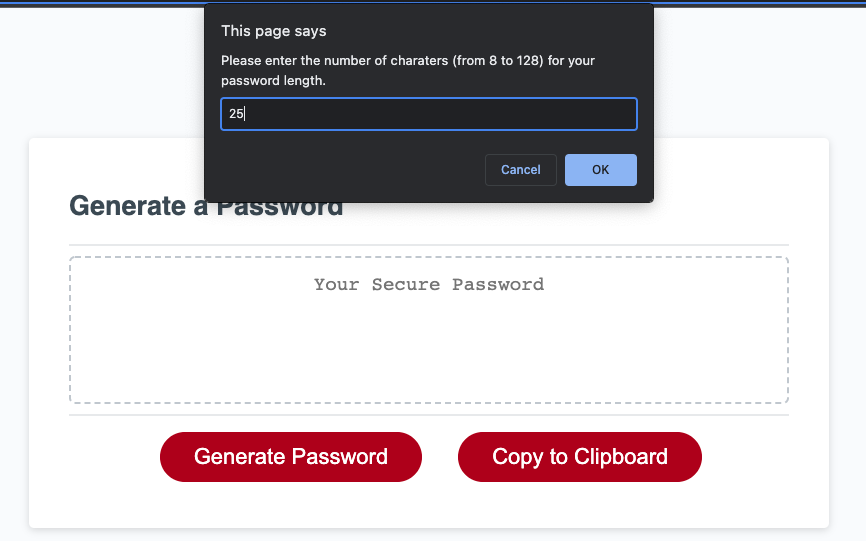 This page says
Please enter the number of charaters (from 8 to 128) for your
password length.
25
Cancel
OK
Generate a Password
Your Secure Password
Generate Password
Copy to Clipboard